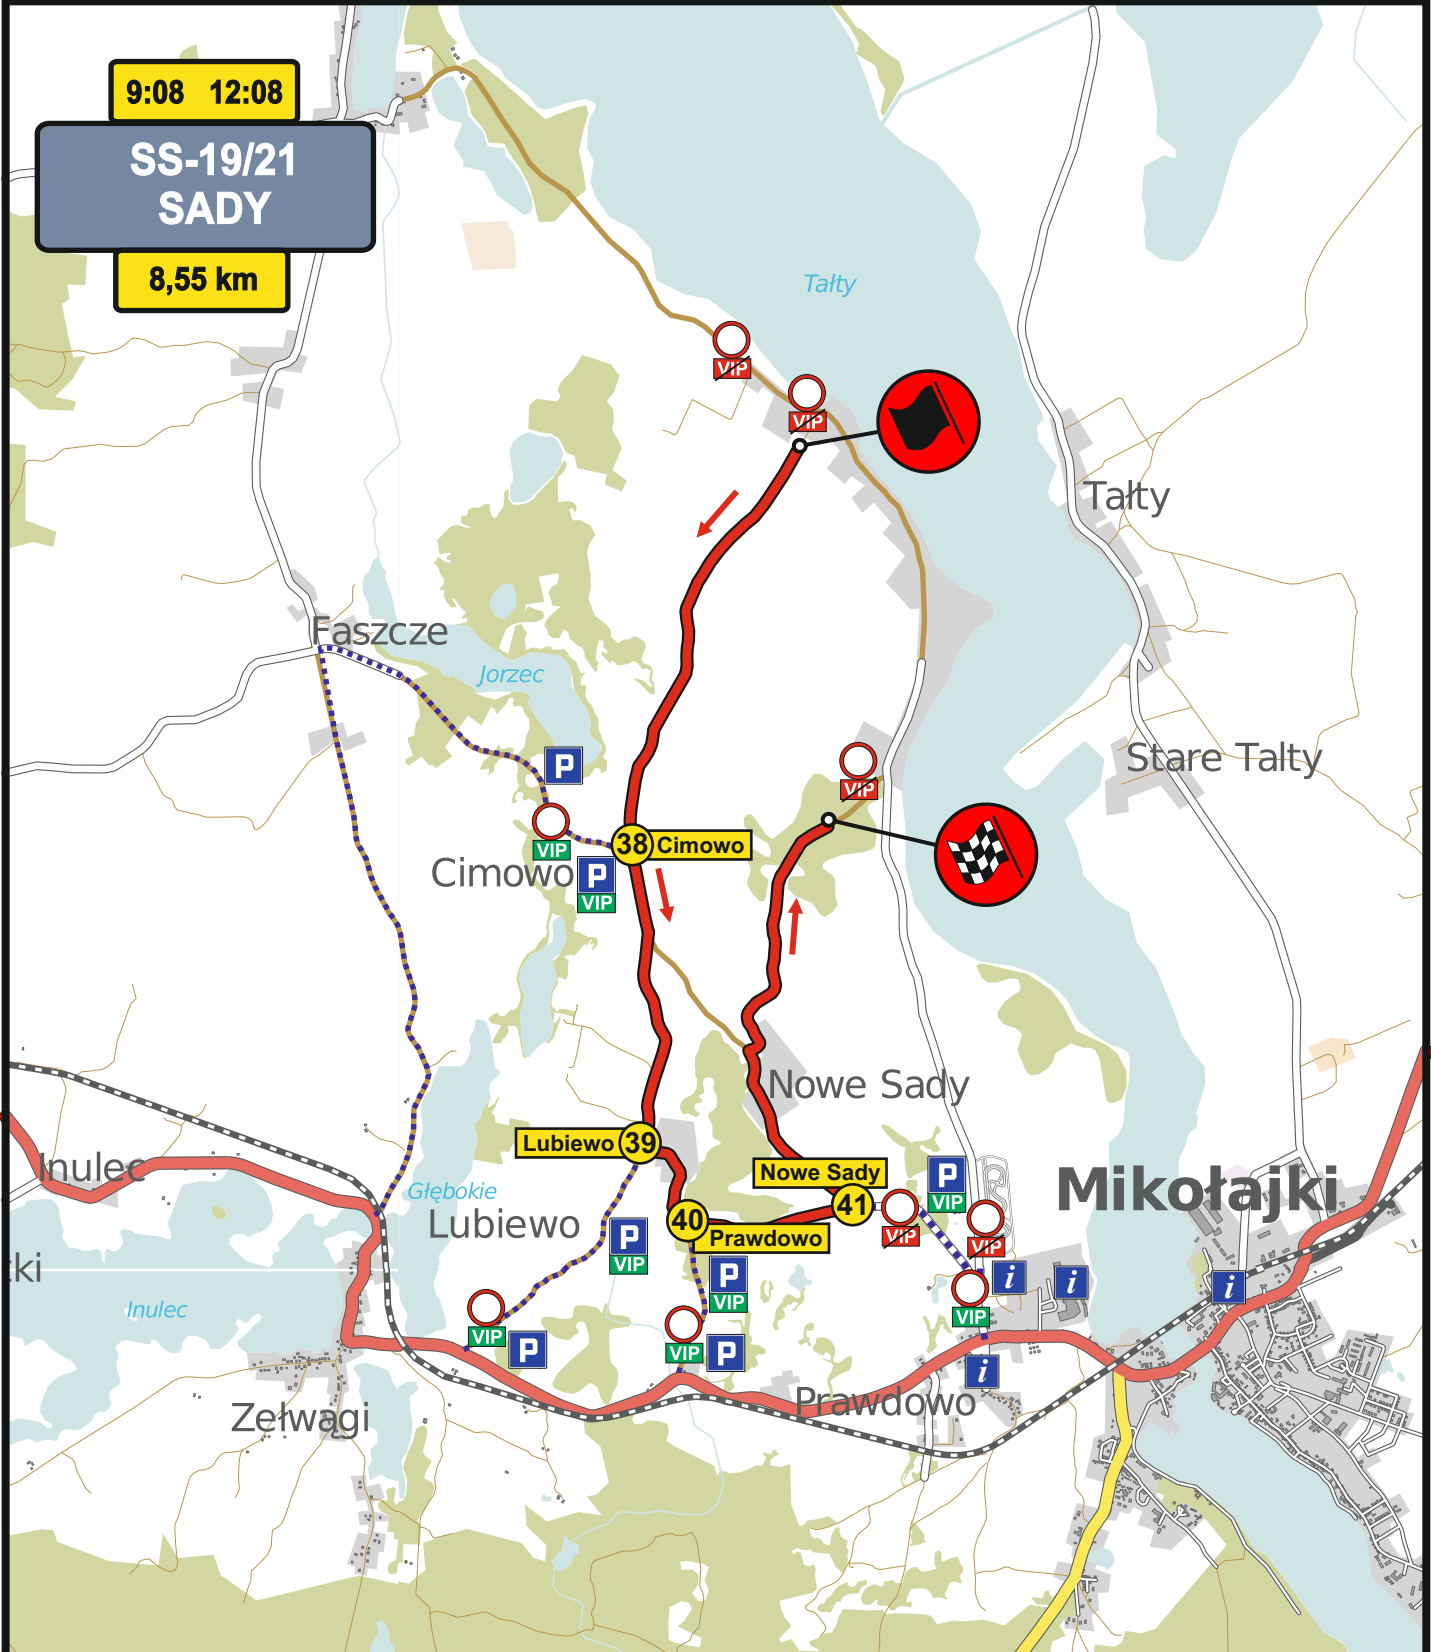 9:08 12:08
SS-19/21
SADY
8,55 km
Tałty
VIP
VIP
Tałty
Faszcze
Jorzec
Stare Tałty
P
VIP
VIP
38 Cimowo
Cimowo
P
VIP
Nowe Sady
Lubiewo 39
Inulec
Głębokie
Lubiewo
Nowe Sady
41
P
VIP
Mikołajki
40
Prawdowo
VIP
VIP
P
VIP
P
VIP
ki
Inulec
i
i
i
VIP
VIP
P
VIP
P
i
Prawdowo
Zełwągi